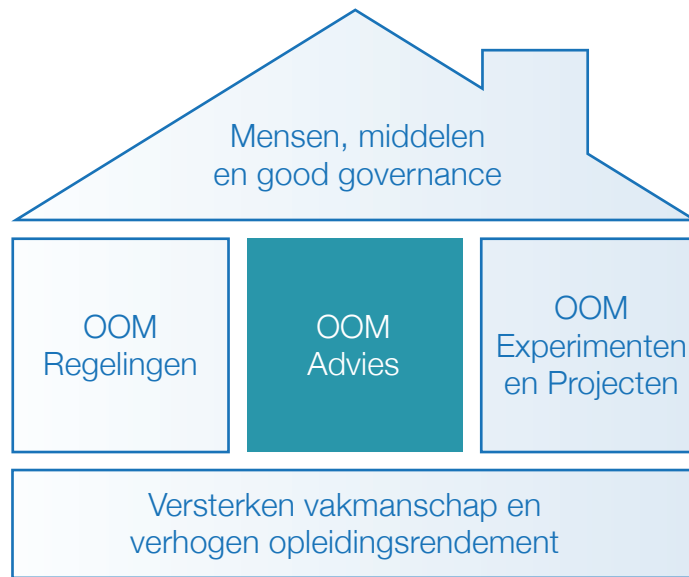 Mensen, middelen
en good governance
OOM
Regelingen
OOM
Advies
OOM
Experimenten
en Projecten
Versterken vakmanschap en
verhogen opleidingsrendement